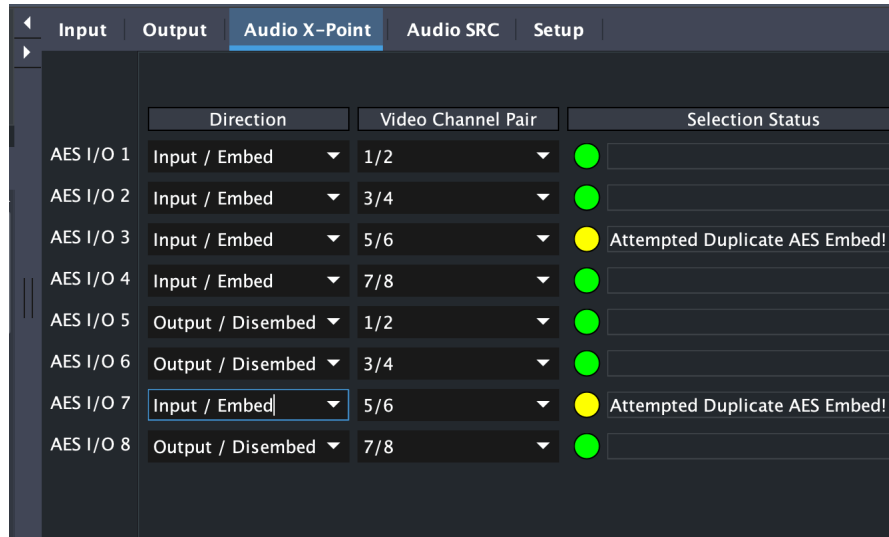 Input Output Audio X-Point Audio SRC Setup
Direction Video Channel Pair Selection Status
AES I/O 1 Input / Embed 1/2
AES I/O 2 Input / Embed 3/4
AES I/O 3 Input / Embed 5/6 Attempted Duplicate AES Embed!
AES I/O 4 Input / Embed 7/8
AES I/O 5 Output / Disembed 1/2
AES I/O 6 Output / Disembed 3/4
AES I/O 7 Input / Embed 5/6 Attempted Duplicate AES Embed!
AES I/O 8 Output / Disembed 7/8